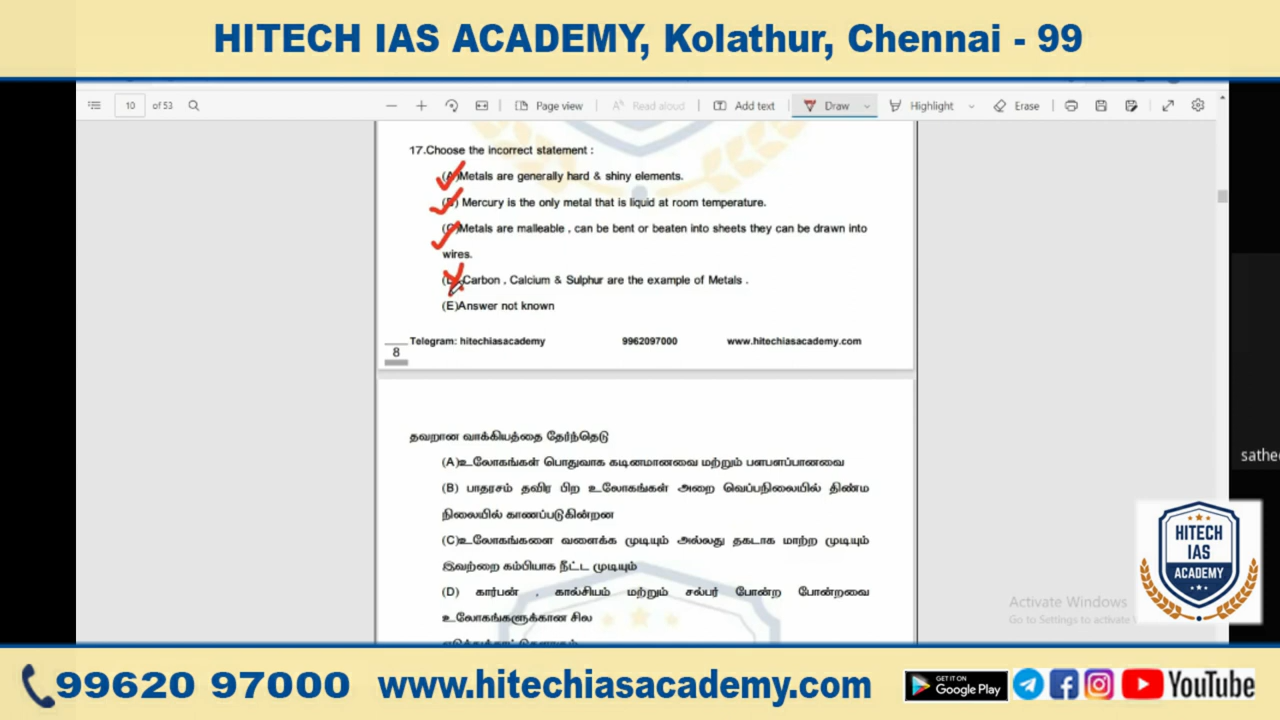 HITECH IAS ACADEMY, Kolathur, Chennai - 99
10 of 53
Page view
Read aloud
Add text
Draw
Highlight
Erase
17.Choose the incorrect statement :
(A)Metals are generally hard & shiny elements.
(B) Mercury is the only metal that is liquid at room temperature.
(C)Metals are malleable , can be bent or beaten into sheets they can be drawn into
wires.
Carbon , Calcium & Sulphur are the example of Metals .
(E)Answer not known
Telegram: hitechiasacademy 9962097000 www.hitechiasacademy.com
8
தவறான வாக்கியத்தை தேர்ந்தெடு
(A)உலோகங்கள் பொதுவாக கடினமானவை மற்றும் பளபளப்பானவை
(B) பாதரசம் தவிர பிற உலோகங்கள் அறை வெப்பநிலையில் திண்ம
நிலையில் காணப்படுகின்றன
(C)உலோகங்களை வளைக்க முடியும் அல்லது தகடாக மாற்ற முடியும்
இவற்றை கம்பியாக நீட்ட முடியும்
(D) கார்பன் , கால்சியம் மற்றும் சல்பர் போன்ற போன்றவை
உலோகங்களுக்கான சில
sathee
HITECH
IAS
ACADEMY
Activate Windows
Go to Settings to activate
99620 97000 www.hitechiasacademy.com
GET IT ON
Google Play
YouTube